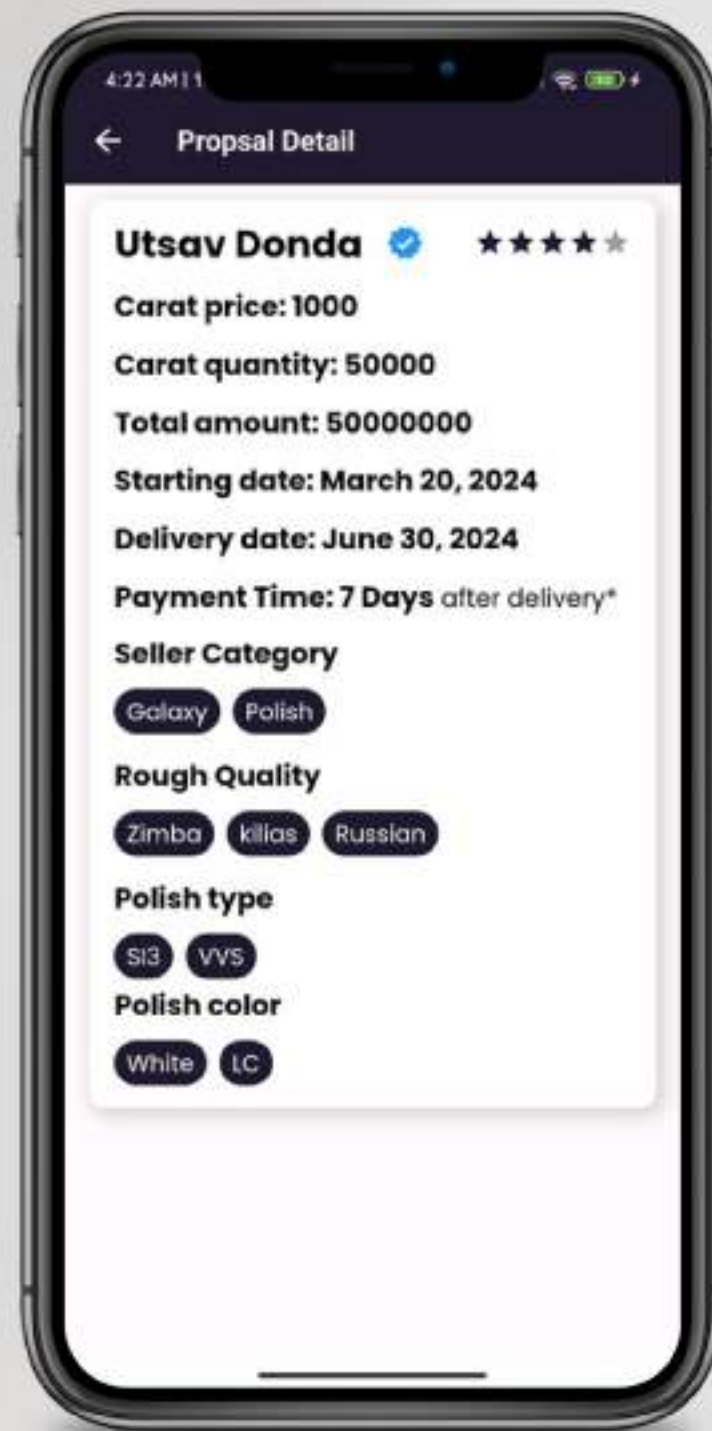 4:22 AM | 1
Propsal Detail
Utsav Donda
Carat price: 1000
Carat quantity: 50000
Total amount: 50000000
Starting date: March 20, 2024
Delivery date: June 30, 2024
Payment Time: 7 Days after delivery*
Seller Category
Galaxy Polish
Rough Quality
Zimba kilias Russian
Polish type
SI3 VVS
Polish color
White LC